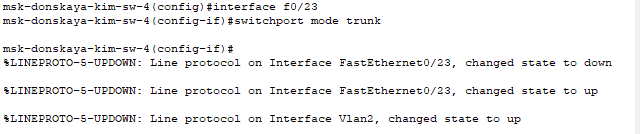 msk-donskaya-kim-sw-4(config)#interface f0/23
msk-donskaya-kim-sw-4(config-if)#switchport mode trunk
msk-donskaya-kim-sw-4(config-if)#
%LINEPROTO-5-UPDOWN: Line protocol on Interface FastEthernet0/23, changed state to down
%LINEPROTO-5-UPDOWN: Line protocol on Interface FastEthernet0/23, changed state to up
%LINEPROTO-5-UPDOWN: Line protocol on Interface Vlan2, changed state to up